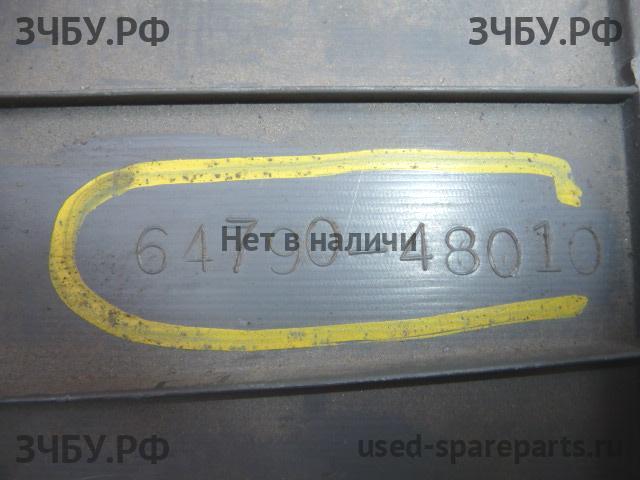 ЗЧБУ.РФ ЗЧБУ.РФ
64790-48010
Нет в наличи
ЗЧБУ.РФ used-spareparts.ru